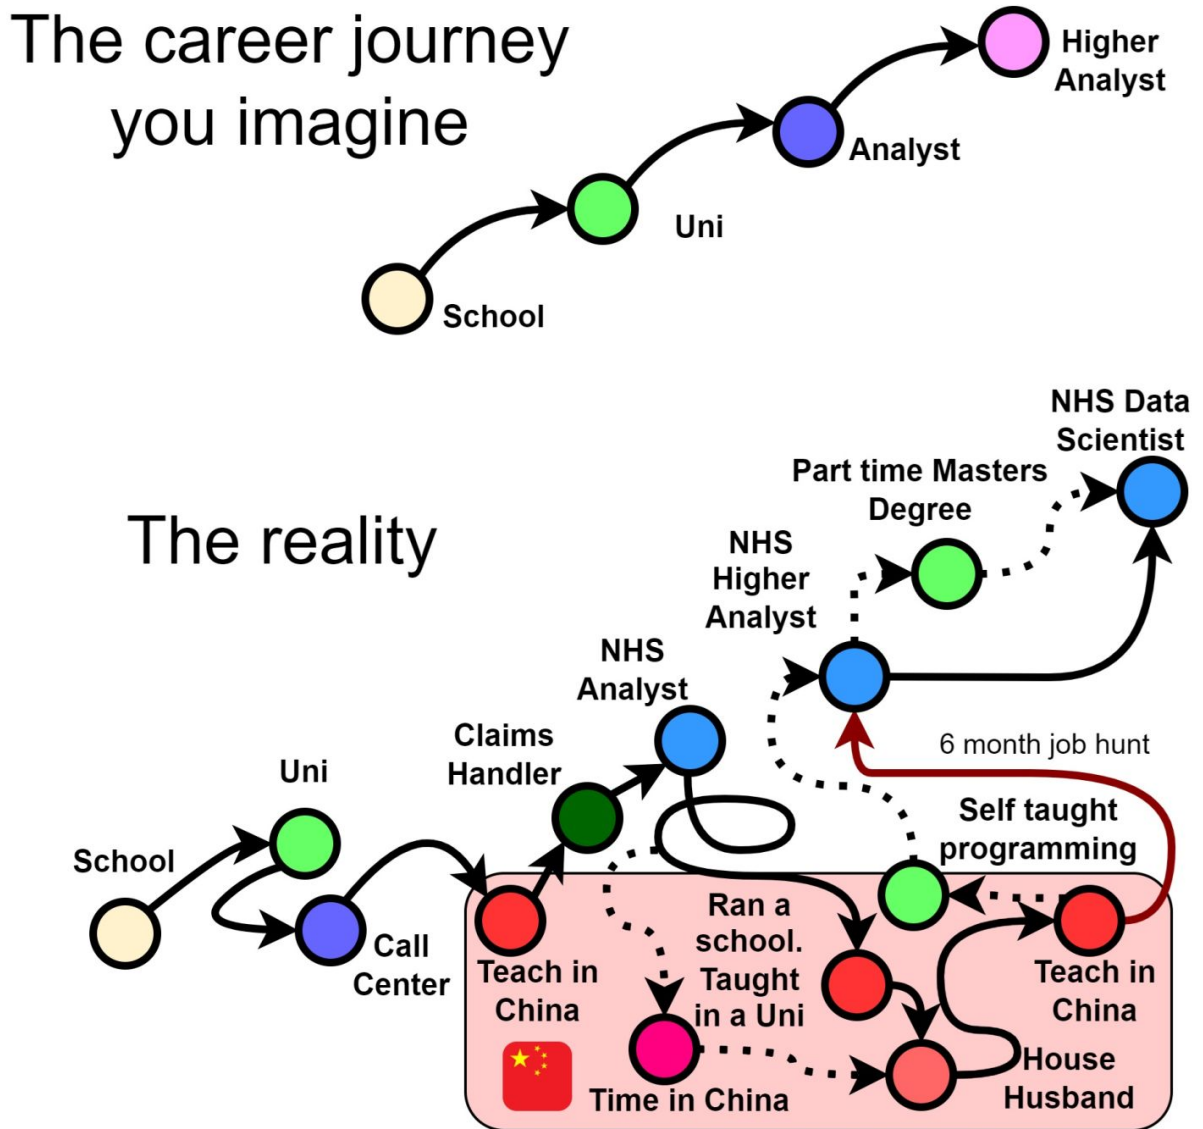 The career journey
you imagine
Higher
Analyst
Analyst
Uni
School
The reality
NHS Data
Scientist
Part time Masters
Degree
NHS
Higher
Analyst
NHS
Analyst
Claims
Handler
Uni
School
Call
Center
6 month job hunt
Self taught
programming
Teach in
China
Ran a
school.
Taught
in a Uni
Teach in
China
Time in China
House
Husband